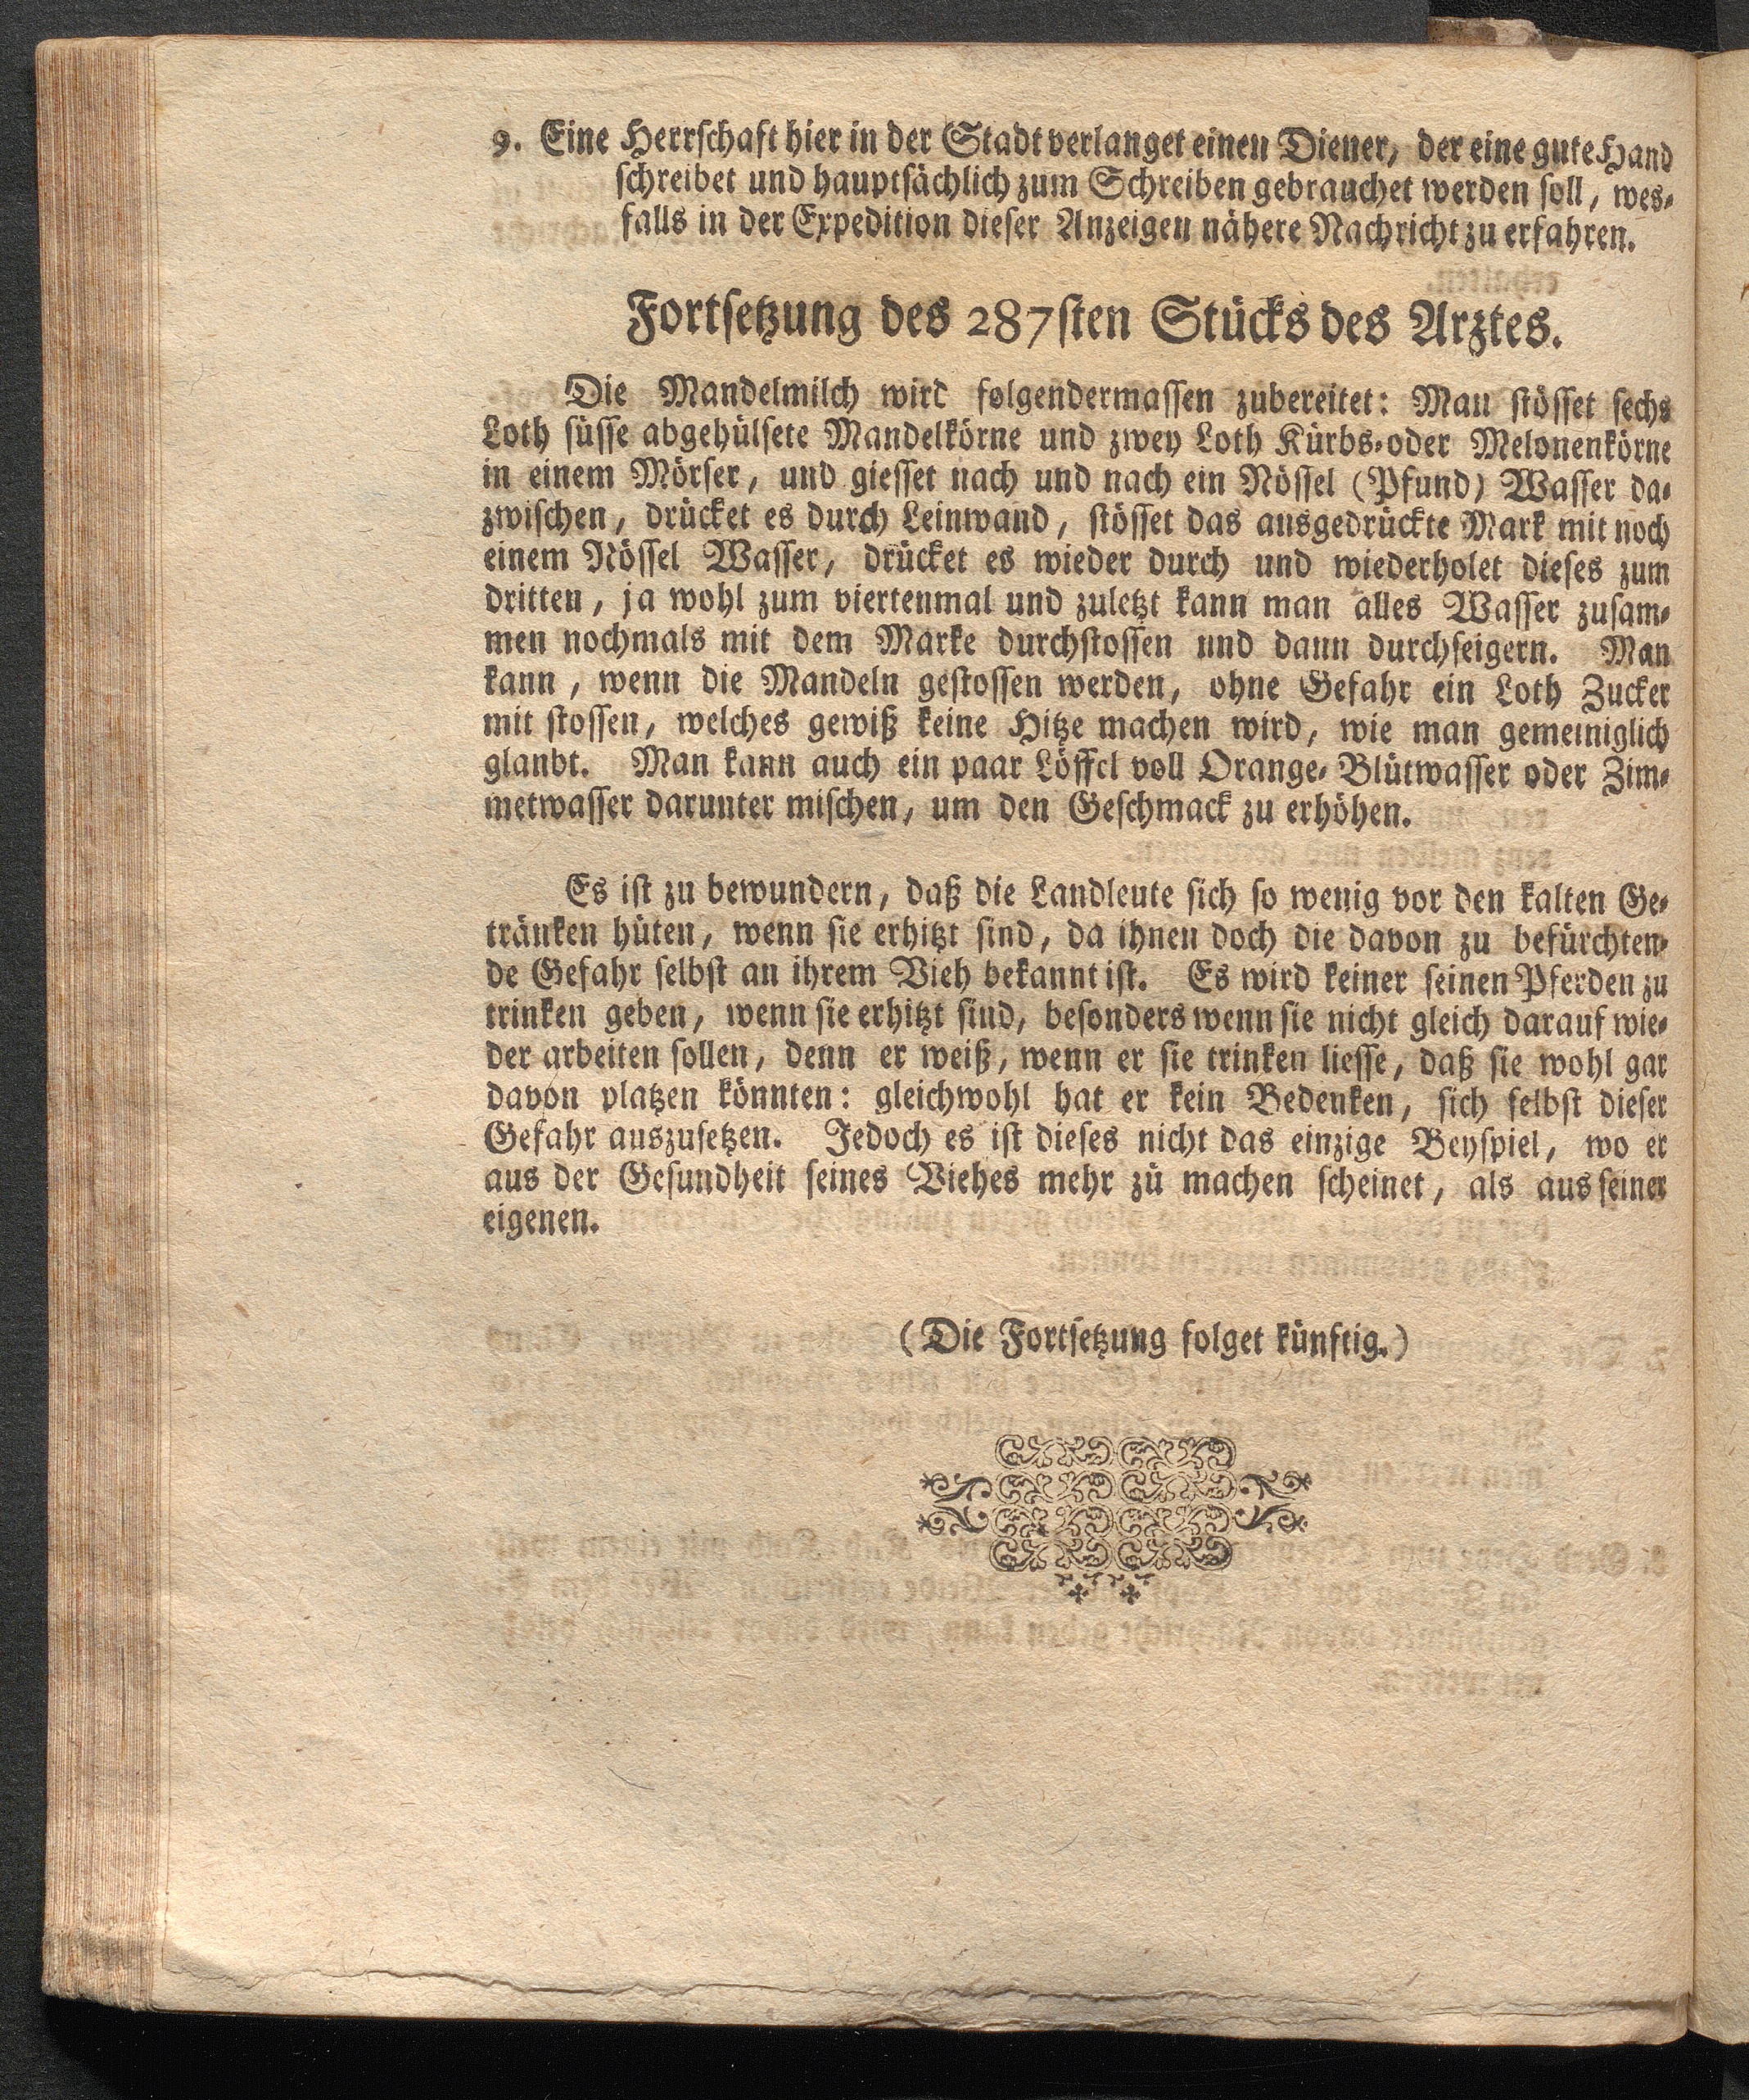 9. Eine Herrschaft hier in der Stadt verlanget einen Diener, der eine gute Hand
schreibet und hauptsächlich zum Schreiben gebrauchet werden soll, wes-
falls in der Expedition dieser Anzeigen nähere Nachricht zu erfahren.
Fortsetzung des 287sten Stücks des Arztes.
Die Mandelmilch wird folgendermassen zubereitet: Man stösset sechs
Loth süsse abgehülsete Mandelkörne und zwey Loth Kürbs-oder Melonenkörne
in einem Mörser, und giesset nach und nach ein Nössel (Pfund) Wasser da-
zwischen, drücket es durch Leinwand, stösset das ausgedrückte Mark mit noch
einem Nössel Wasser, drücket es wieder durch und wiederholet dieses zum
dritten, ja wohl zum viertenmal und zuletzt kann man alles Wasser zusam-
men nochmals mit dem Marke durchstossen und dann durchseigern. Man
kann, wenn die Mandeln gestossen werden, ohne Gefahr ein Loth Zucker
mit stossen, welches gewiß keine Hitze machen wird, wie man gemeiniglich
glaubt. Man kann auch ein paar Löffel voll Orange-Blütwasser oder Zim-
metwasser darunter mischen, um den Geschmack zu erhöhen.
Es ist zu bewundern, daß die Landleute sich so wenig vor den kalten Ge-
tränken hüten, wenn sie erhitzt sind, da ihnen doch die davon zu befürchten-
de Gefahr selbst an ihrem Vieh bekannt ist. Es wird keiner seinen Pferden zu
trinken geben, wenn sie erhitzt sind, besonders wenn sie nicht gleich darauf wie-
der arbeiten sollen, denn er weiß, wenn er sie trinken liesse, daß sie wohl gar
davon platzen könnten: gleichwohl hat er kein Bedenken, sich selbst dieser
Gefahr auszusetzen. Jedoch es ist dieses nicht das einzige Beyspiel, wo er
aus der Gesundheit seines Viehes mehr zu machen scheinet, als aus seiner
eigenen.
(Die Fortsetzung folget künftig.)